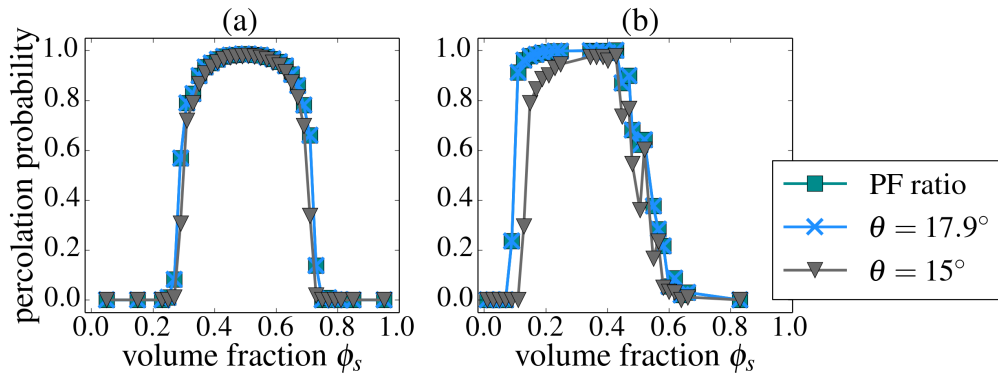 (a)
(b)
percolation probability
1.0
0.8
0.6
0.4
0.2
0.0
0.0 0.2 0.4 0.6 0.8 1.0
volume fraction ϕₛ
1.0
0.8
0.6
0.4
0.2
0.0
0.0 0.2 0.4 0.6 0.8 1.0
volume fraction ϕₛ
PF ratio
θ = 17.9°
θ = 15°